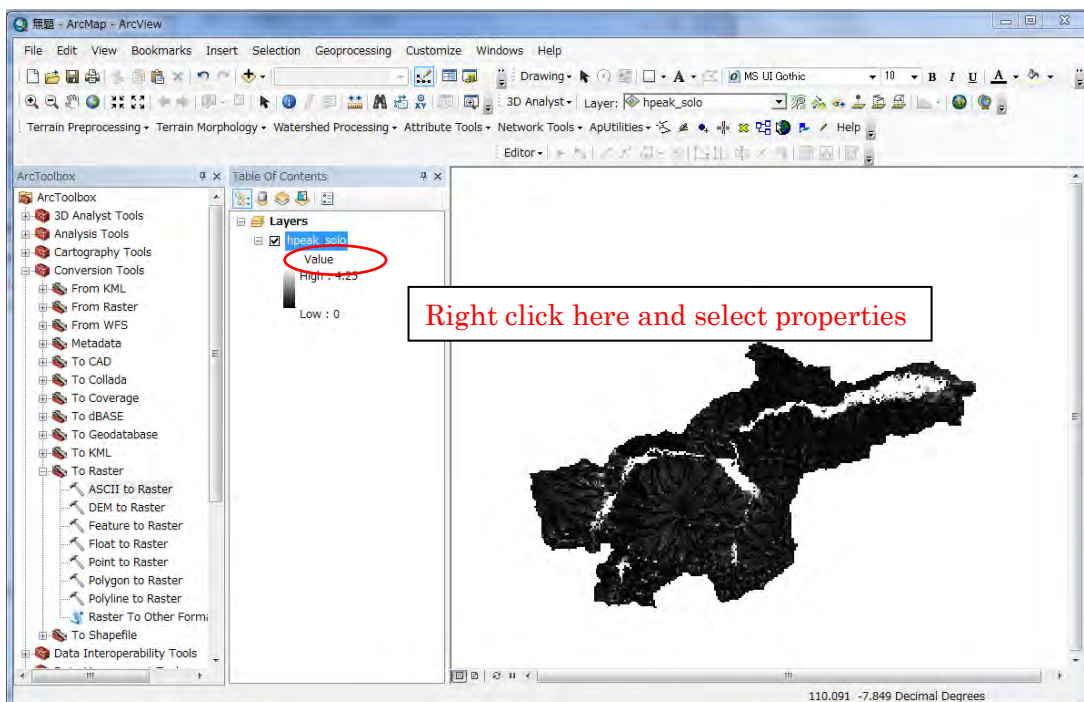 無題 - ArcMap - ArcView
File Edit View Bookmarks Insert Selection Geoprocessing Customize Windows Help
Drawing A MS UI Gothic 10 B I U A
3D Analyst Layer: hpeak_solo
Terrain Preprocessing Terrain Morphology Watershed Processing Attribute Tools Network Tools ApUtilities Help
Editor
ArcToolbox
ArcToolbox
3D Analyst Tools
Analysis Tools
Cartography Tools
Conversion Tools
From KML
From Raster
From WFS
Metadata
To CAD
To Collada
To Coverage
To dBASE
To Geodatabase
To KML
To Raster
ASCII to Raster
DEM to Raster
Feature to Raster
Float to Raster
Point to Raster
Polygon to Raster
Polyline to Raster
Raster To Other Forma
To Shapefile
Data Interoperability Tools
Table Of Contents
Layers
hpeak_solo
Value
High : 4.25
Low : 0
Right click here and select properties
110.091 -7.849 Decimal Degrees